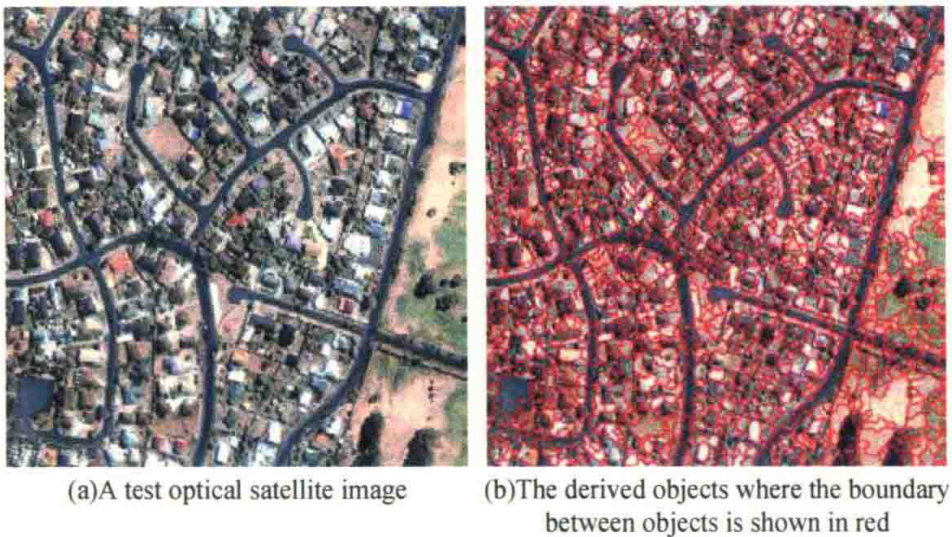 (a)A test optical satellite image
(b)The derived objects where the boundary
between objects is shown in red